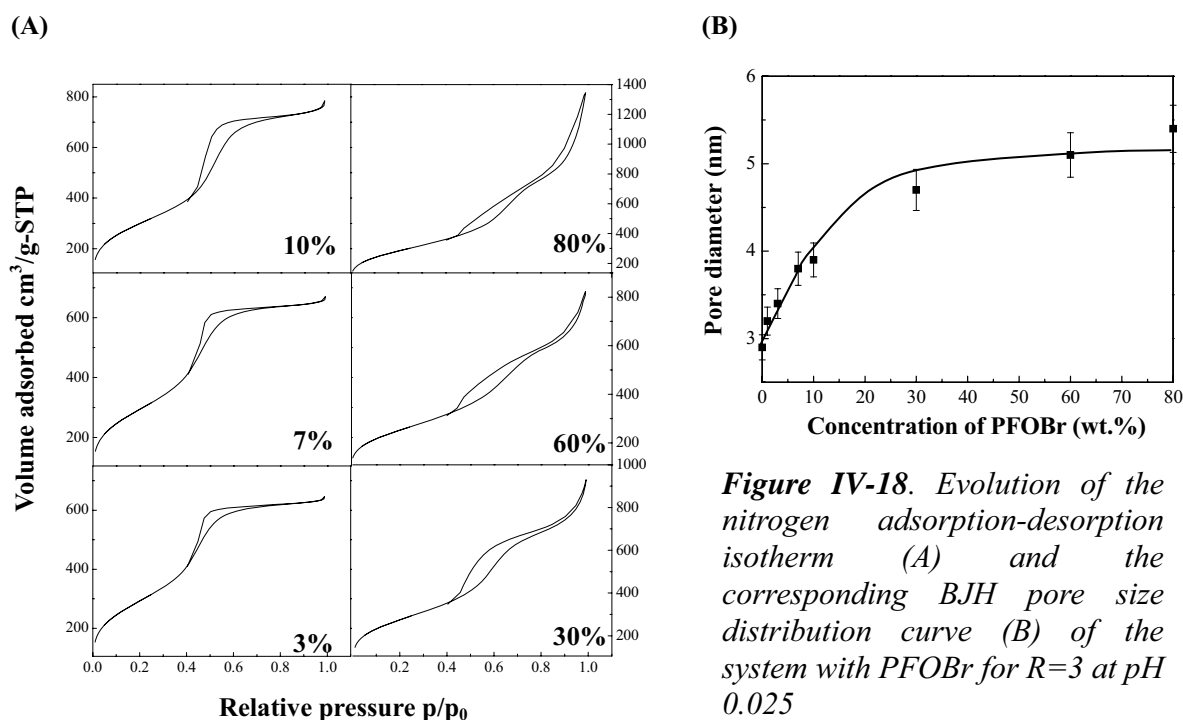 (A)
(B)
Volume adsorbed cm³/g-STP
800
600
400
200
10%
1400
1200
1000
800
600
400
200
80%
600
400
200
7%
800
600
400
200
60%
600
400
200
3%
1000
800
600
400
200
30%
0.0 0.2 0.4 0.6 0.8 1.0
0.0 0.2 0.4 0.6 0.8 1.0
Relative pressure p/p₀
Pore diameter (nm)
6
5
4
3
0 10 20 30 40 50 60 70 80
Concentration of PFOBr (wt.%)
Figure IV-18. Evolution of the
nitrogen adsorption-desorption
isotherm (A) and the
corresponding BJH pore size
distribution curve (B) of the
system with PFOBr for R=3 at pH
0.025